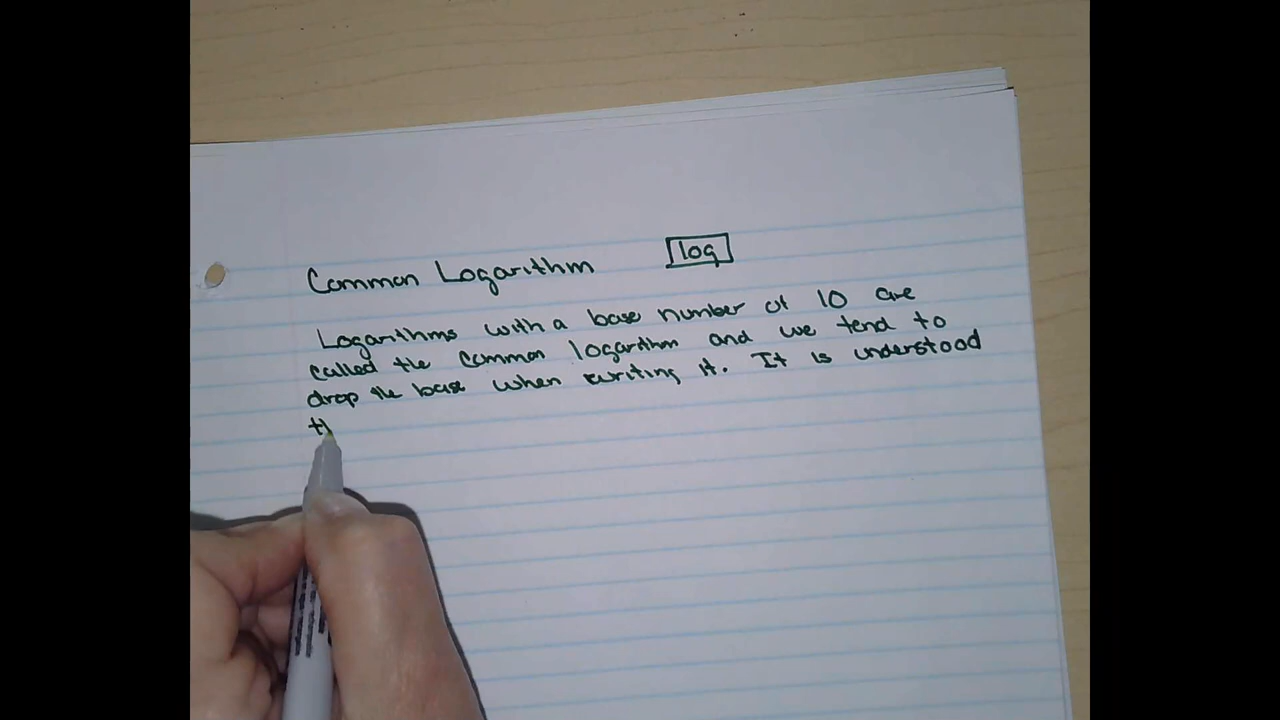 Common Logarithm log
Logarithms with a base number of 10 are
called the common logarithm and we tend to
drop the base when writing it. It is understood
th